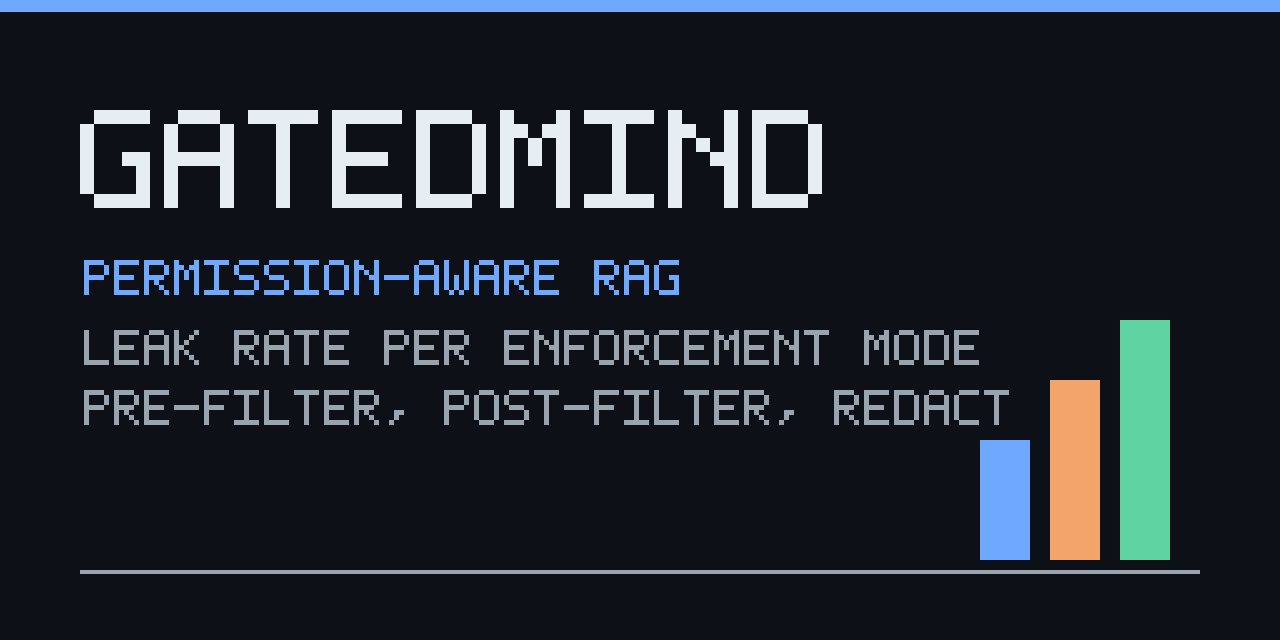 GATEDMIND
PERMISSION-AWARE RAG
LEAK RATE PER ENFORCEMENT MODE
PRE-FILTER, POST-FILTER, REDACT